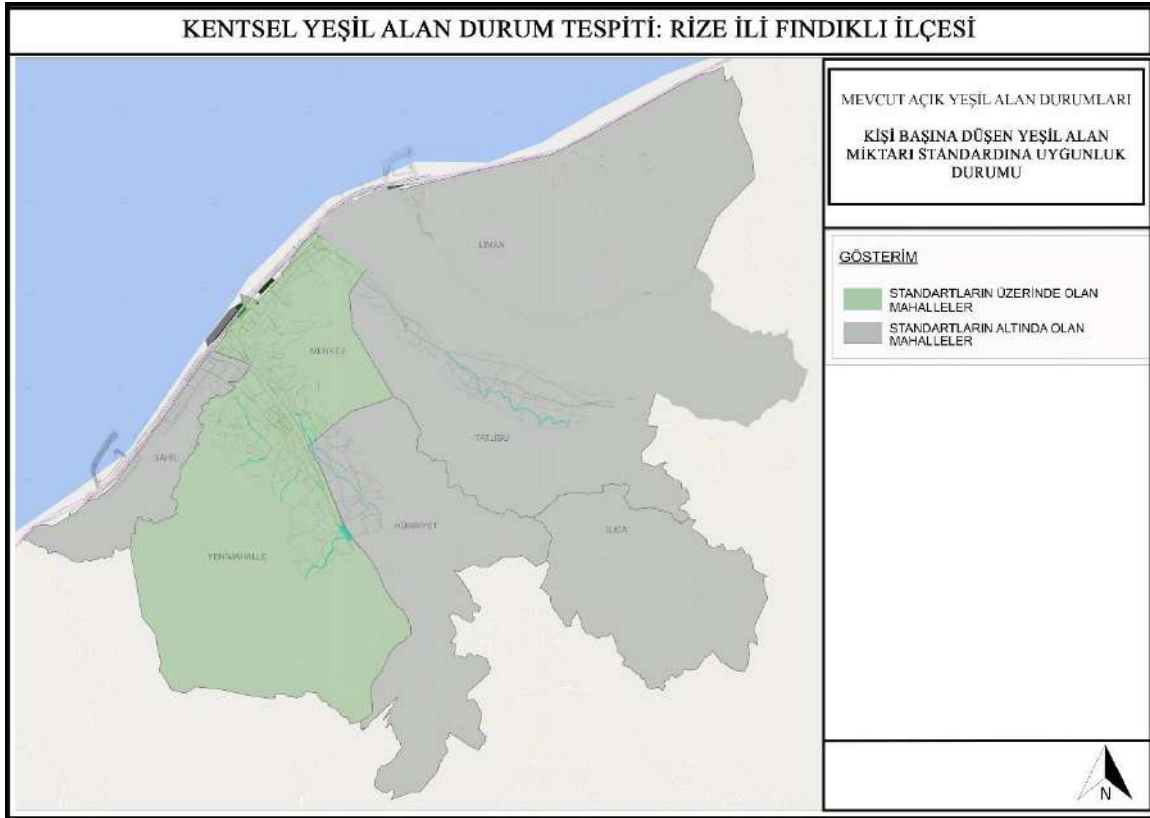 KENTSEL YEŞİL ALAN DURUM TESPİTİ: RİZE İLİ FINDIKLI İLÇESİ
MEVCUT AÇIK YEŞİL ALAN DURUMLARI
KİŞİ BAŞINA DÜŞEN YEŞİL ALAN
MİKTARI STANDARDINA UYGUNLUK
DURUMU
GÖSTERİM
STANDARTLARIN ÜZERİNDE OLAN
MAHALLELER
STANDARTLARIN ALTINDA OLAN
MAHALLELER
LİMAN
MERKEZ
TATLISU
SAHİL
HÜRRİYET
ILICA
YENİMAHALLE
N